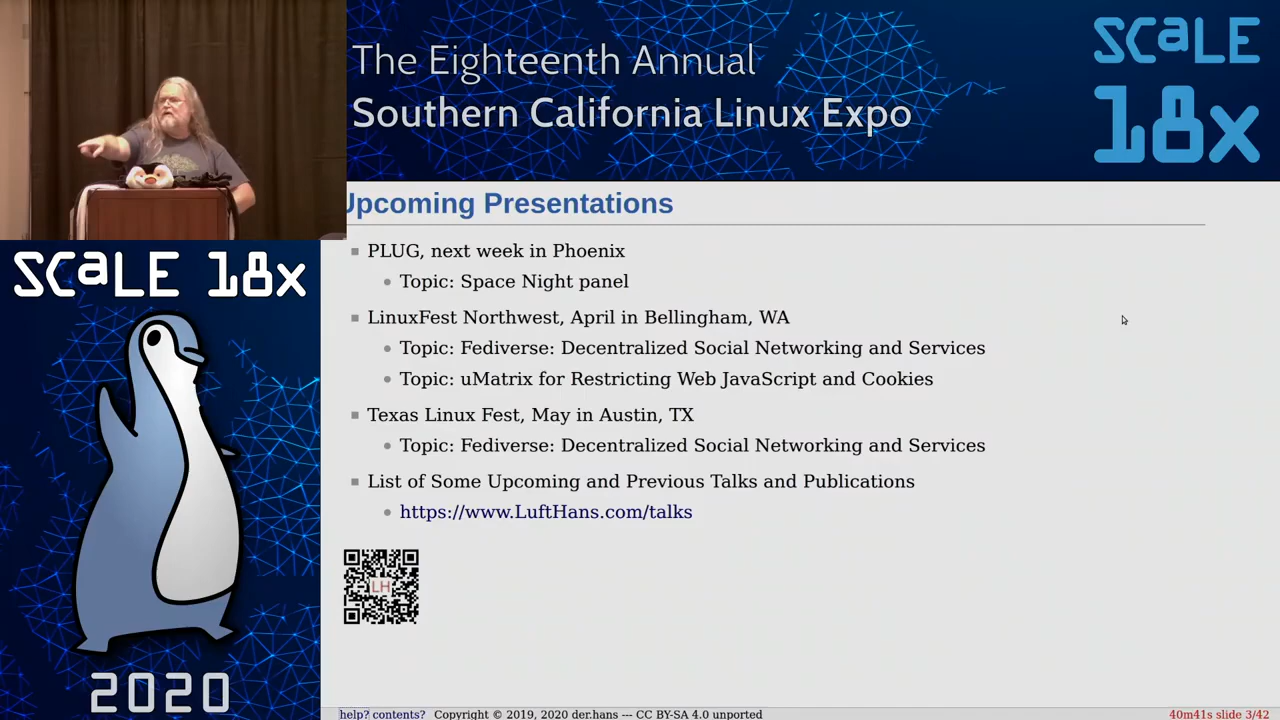 The Eighteenth Annual
Southern California Linux Expo
SCaLE
18x
Upcoming Presentations
PLUG, next week in Phoenix
Topic: Space Night panel
LinuxFest Northwest, April in Bellingham, WA
Topic: Fediverse: Decentralized Social Networking and Services
Topic: uMatrix for Restricting Web JavaScript and Cookies
Texas Linux Fest, May in Austin, TX
Topic: Fediverse: Decentralized Social Networking and Services
List of Some Upcoming and Previous Talks and Publications
https://www.LuftHans.com/talks
LH
SCaLE 18x
2020
help? contents? Copyright © 2019, 2020 der.hans --- CC BY-SA 4.0 unported
40m41s slide 3/42